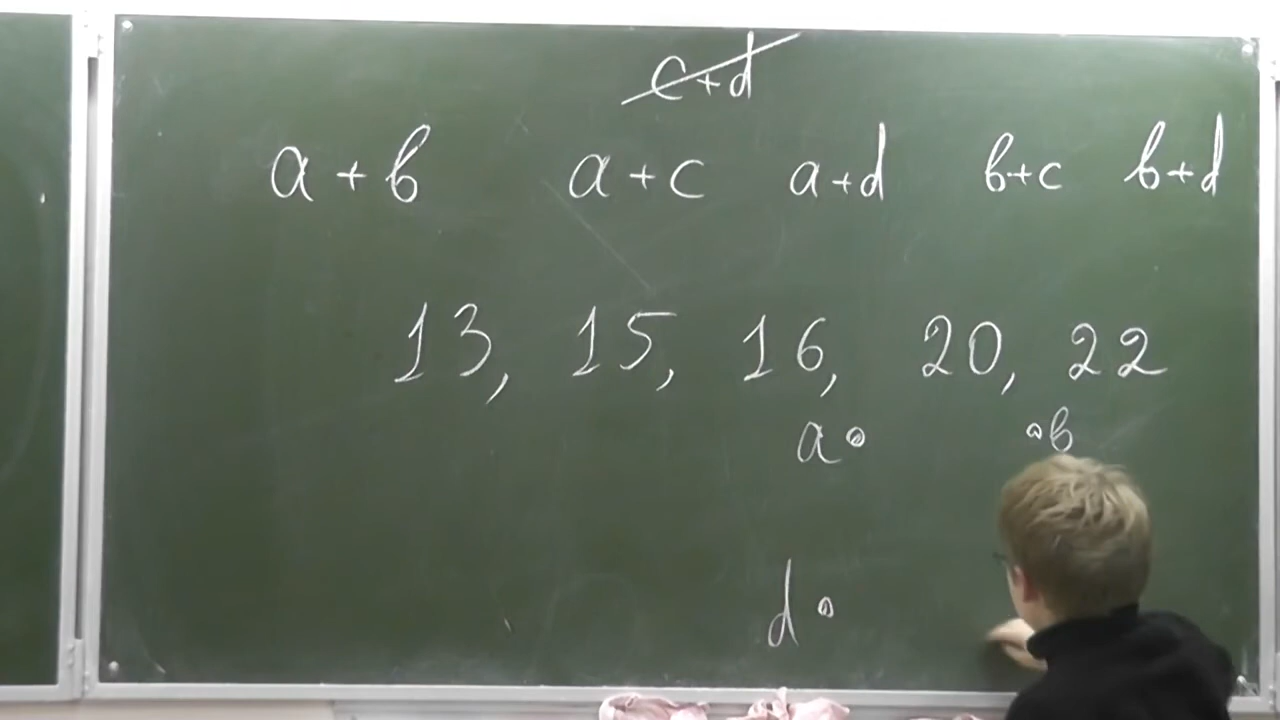 c+d
a + b a + c a+d b+c b+d
13, 15, 16, 20, 22
a b
d